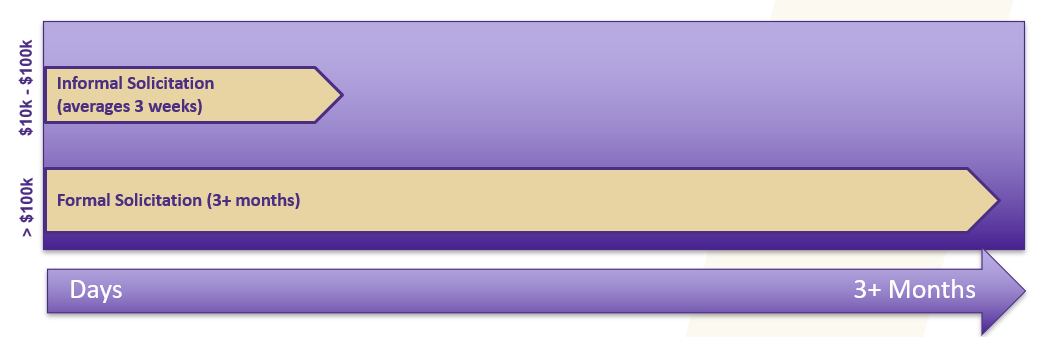 $10k - $100k
Informal Solicitation
(averages 3 weeks)
> $100k
Formal Solicitation (3+ months)
Days
3+ Months